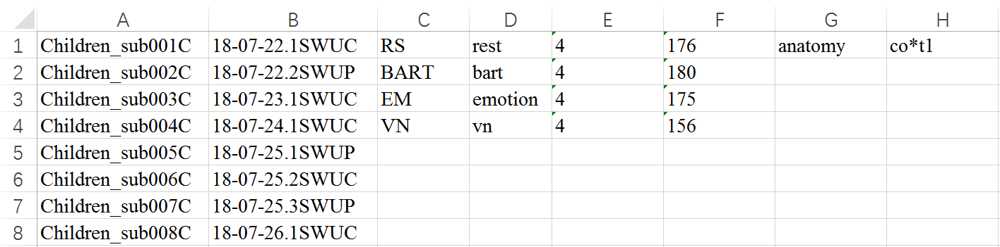 A B C D E F G H
1 Children_sub001C 18-07-22.1SWUC RS rest 4 176 anatomy co*t1
2 Children_sub002C 18-07-22.2SWUP BART bart 4 180
3 Children_sub003C 18-07-23.1SWUC EM emotion 4 175
4 Children_sub004C 18-07-24.1SWUC VN vn 4 156
5 Children_sub005C 18-07-25.1SWUP
6 Children_sub006C 18-07-25.2SWUC
7 Children_sub007C 18-07-25.3SWUP
8 Children_sub008C 18-07-26.1SWUC